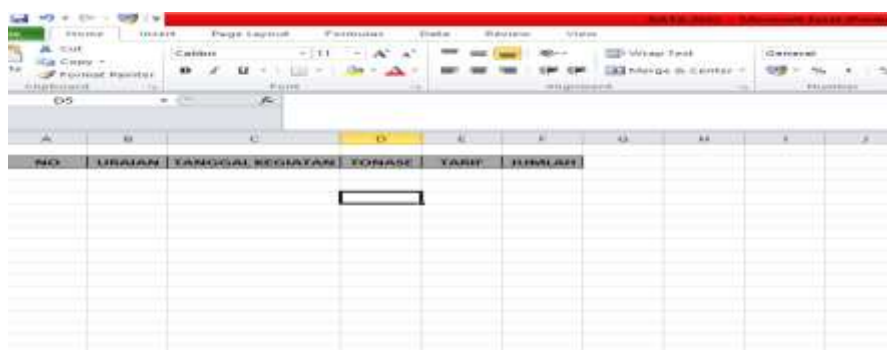 Home Insert Page Layout Formulas Data Review View
Cut
Copy
Format Painter
Calibri 11
Wrap Text
Merge & Center
General
Clipboard Font Alignment Number
D5 fx
A B C D E F G H I J
NO URAIAN TANGGAL KEGIATAN TONASE TARIF JUMLAH